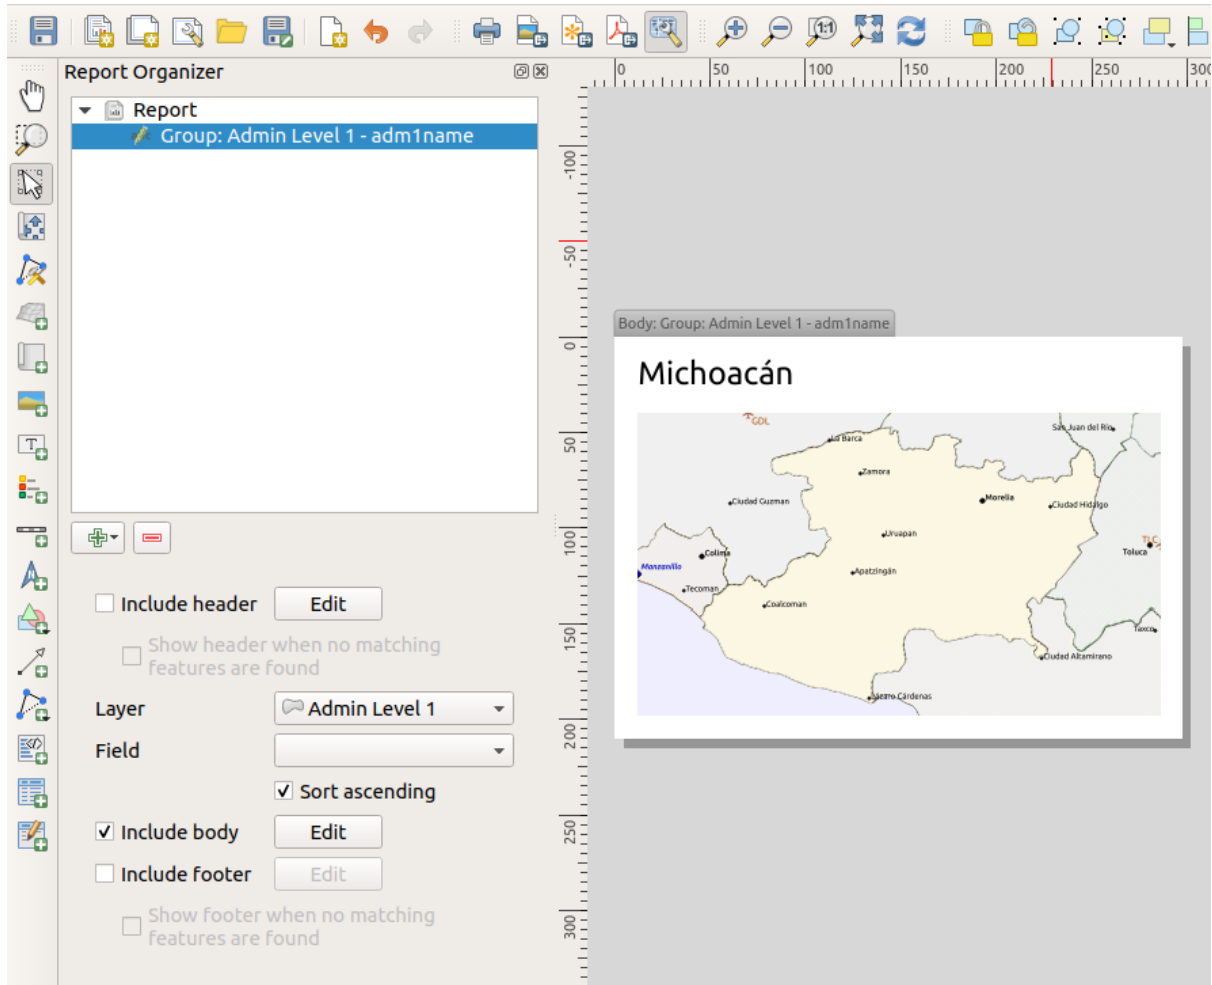 1:1
Report Organizer
0 50 100 150 200 250 300
Report
Group: Admin Level 1 - adm1name
-100
-50
0
50
100
150
200
250
300
Body: Group: Admin Level 1 - adm1name
Michoacán
GDL
San Juan del Río
La Barca
Zamora
Ciudad Guzman
Morelia
Ciudad Hidalgo
Uruapan
TLC
Colima
Toluca
Manzanillo
Apatzingán
Tecoman
Coalcoman
Taxco
Ciudad Altamirano
Lázaro Cárdenas
Include header
Edit
Show header when no matching
features are found
Layer
Admin Level 1
Field
Sort ascending
Include body
Edit
Include footer
Edit
Show footer when no matching
features are found